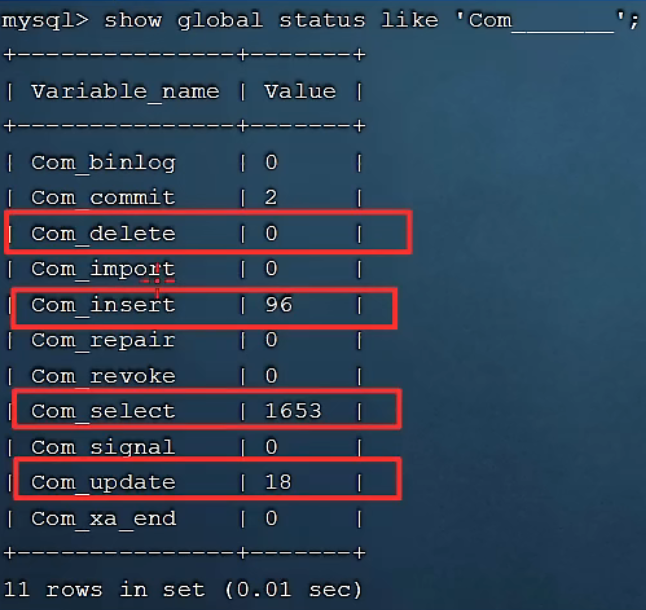 mysql> show global status like 'Com_______';
+---------------+-------+
| Variable_name | Value |
+---------------+-------+
| Com_binlog    | 0     |
| Com_commit    | 2     |
| Com_delete    | 0     |
| Com_import    | 0     |
| Com_insert    | 96    |
| Com_repair    | 0     |
| Com_revoke    | 0     |
| Com_select    | 1653  |
| Com_signal    | 0     |
| Com_update    | 18    |
| Com_xa_end    | 0     |
+---------------+-------+
11 rows in set (0.01 sec)